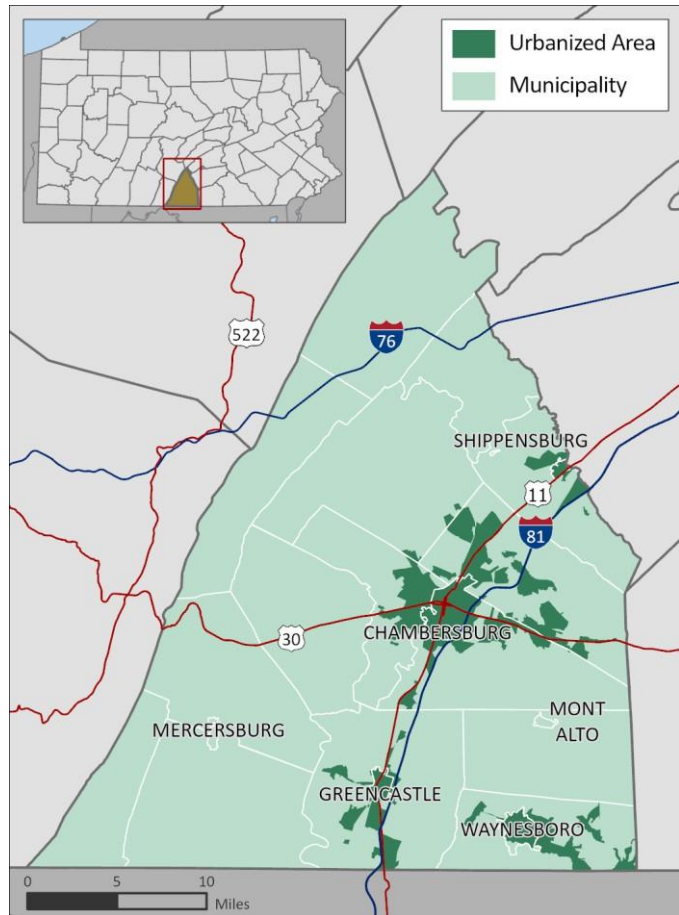 Urbanized Area
Municipality
522
76
SHIPPENSBURG
11
81
30
CHAMBERSBURG
MERCERSBURG
MONT
ALTO
GREENCASTLE
WAYNESBORO
0 5 10
Miles